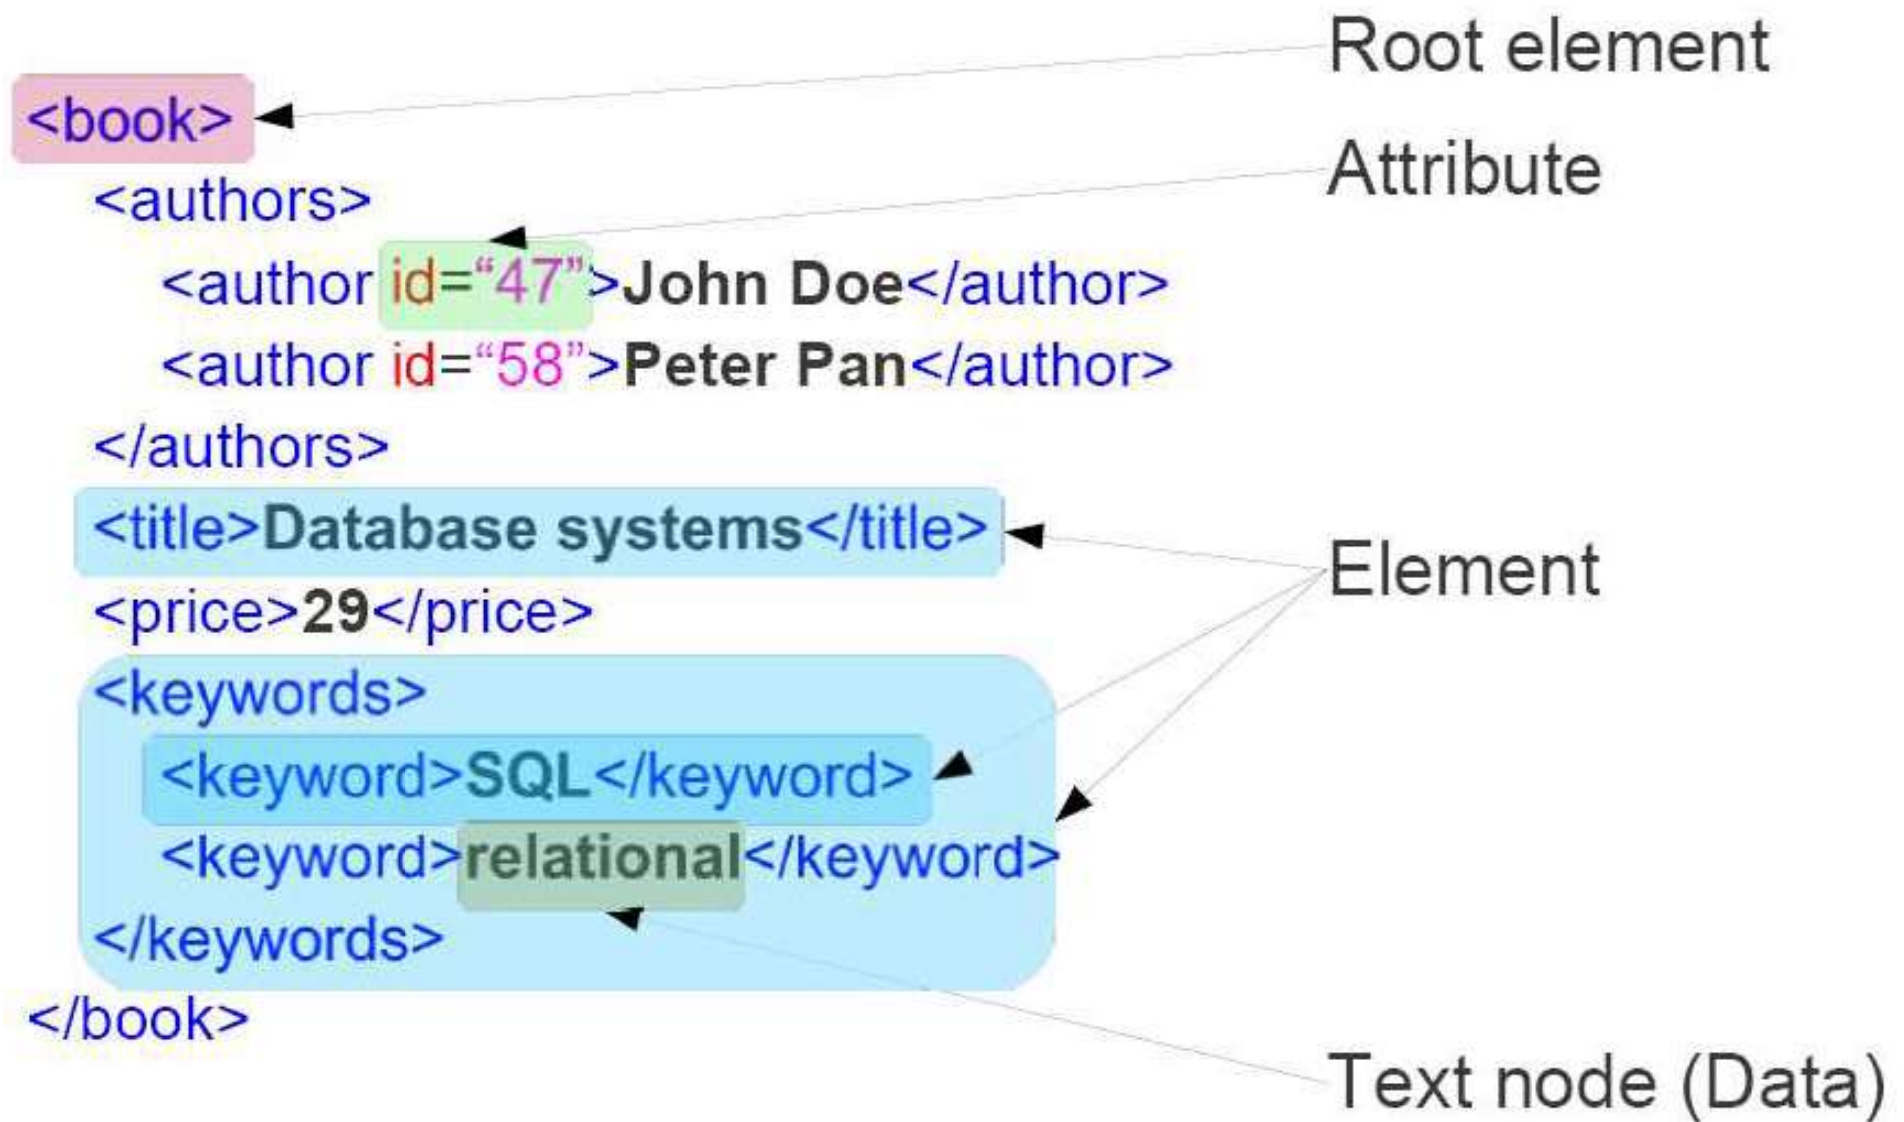 Root element
<book>
Attribute
<authors>
<author id=“47”>John Doe</author>
<author id=“58”>Peter Pan</author>
</authors>
<title>Database systems</title>
Element
<price>29</price>
<keywords>
<keyword>SQL</keyword>
<keyword>relational</keyword>
</keywords>
</book>
Text node (Data)